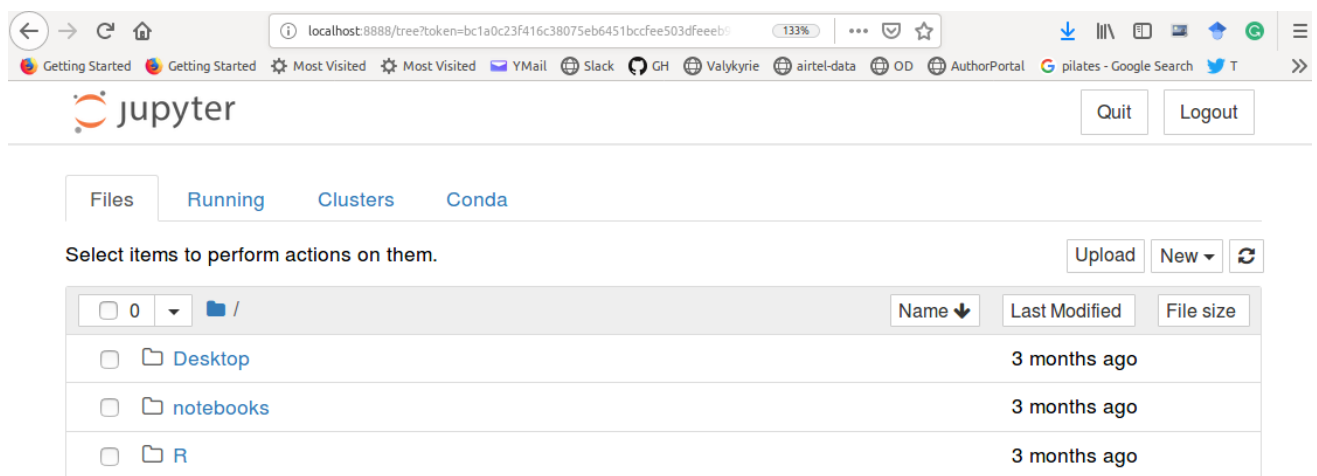 localhost:8888/tree?token=bc1a0c23f416c38075eb6451bccfee503dfeeeb9 133%
Getting Started Getting Started Most Visited Most Visited YMail Slack GH Valykyrie airtel-data OD AuthorPortal pilates - Google Search T
jupyter Quit Logout
Files Running Clusters Conda
Select items to perform actions on them. Upload New
0 / Name Last Modified File size
Desktop 3 months ago
notebooks 3 months ago
R 3 months ago